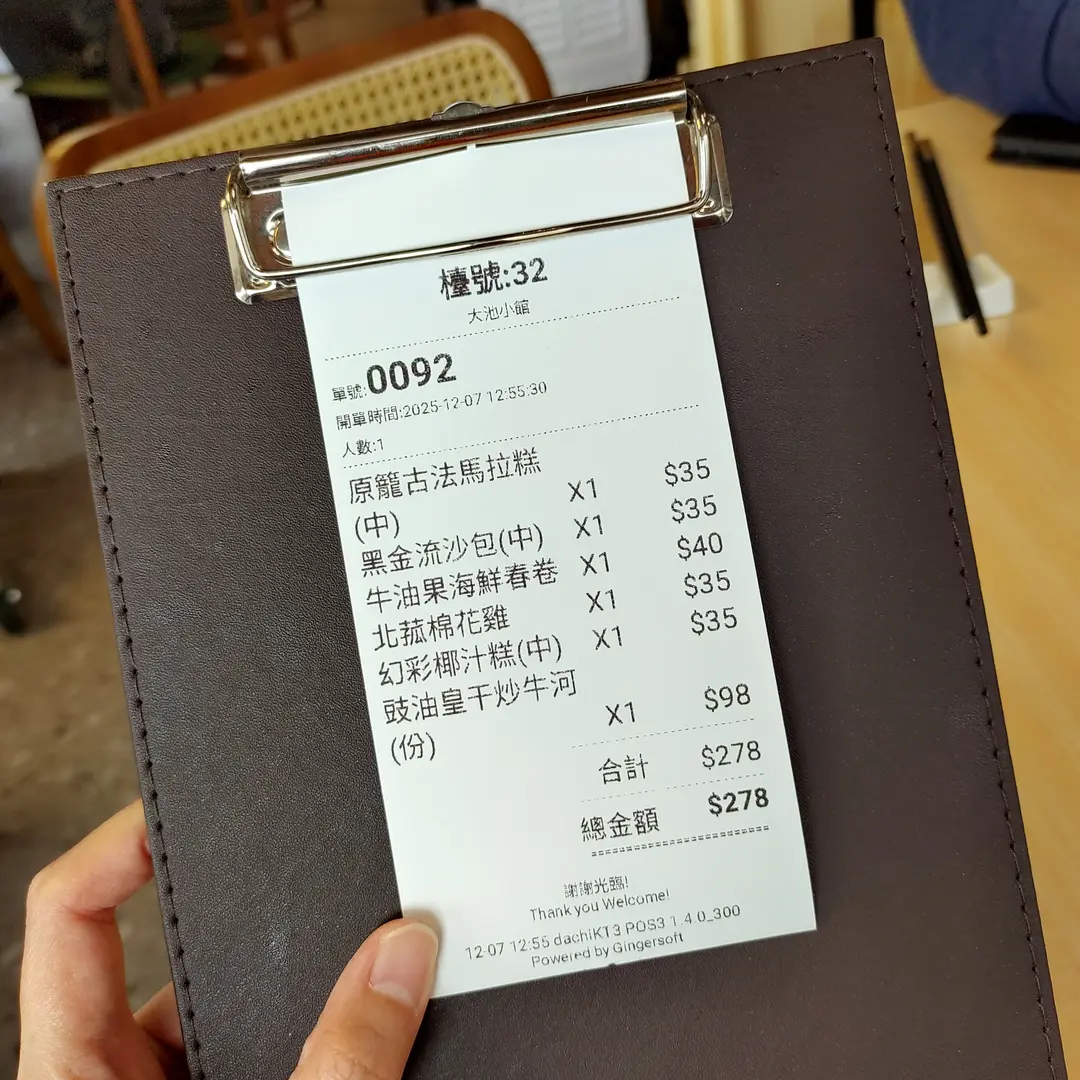 檯號:32
大池小館
單號:0092
開單時間:2025-12-07 12:55:30
人數:1
原籠古法馬拉糕
(中) X1 $35
黑金流沙包(中) X1 $35
牛油果海鮮春卷 X1 $40
北菰棉花雞 X1 $35
幻彩椰汁糕(中) X1 $35
豉油皇干炒牛河
(份) X1 $98
合計 $278
總金額 $278
謝謝光臨!
Thank you Welcome!
12-07 12:55 dachiKT3 POS3 1.4.0_300
Powered by Gingersoft